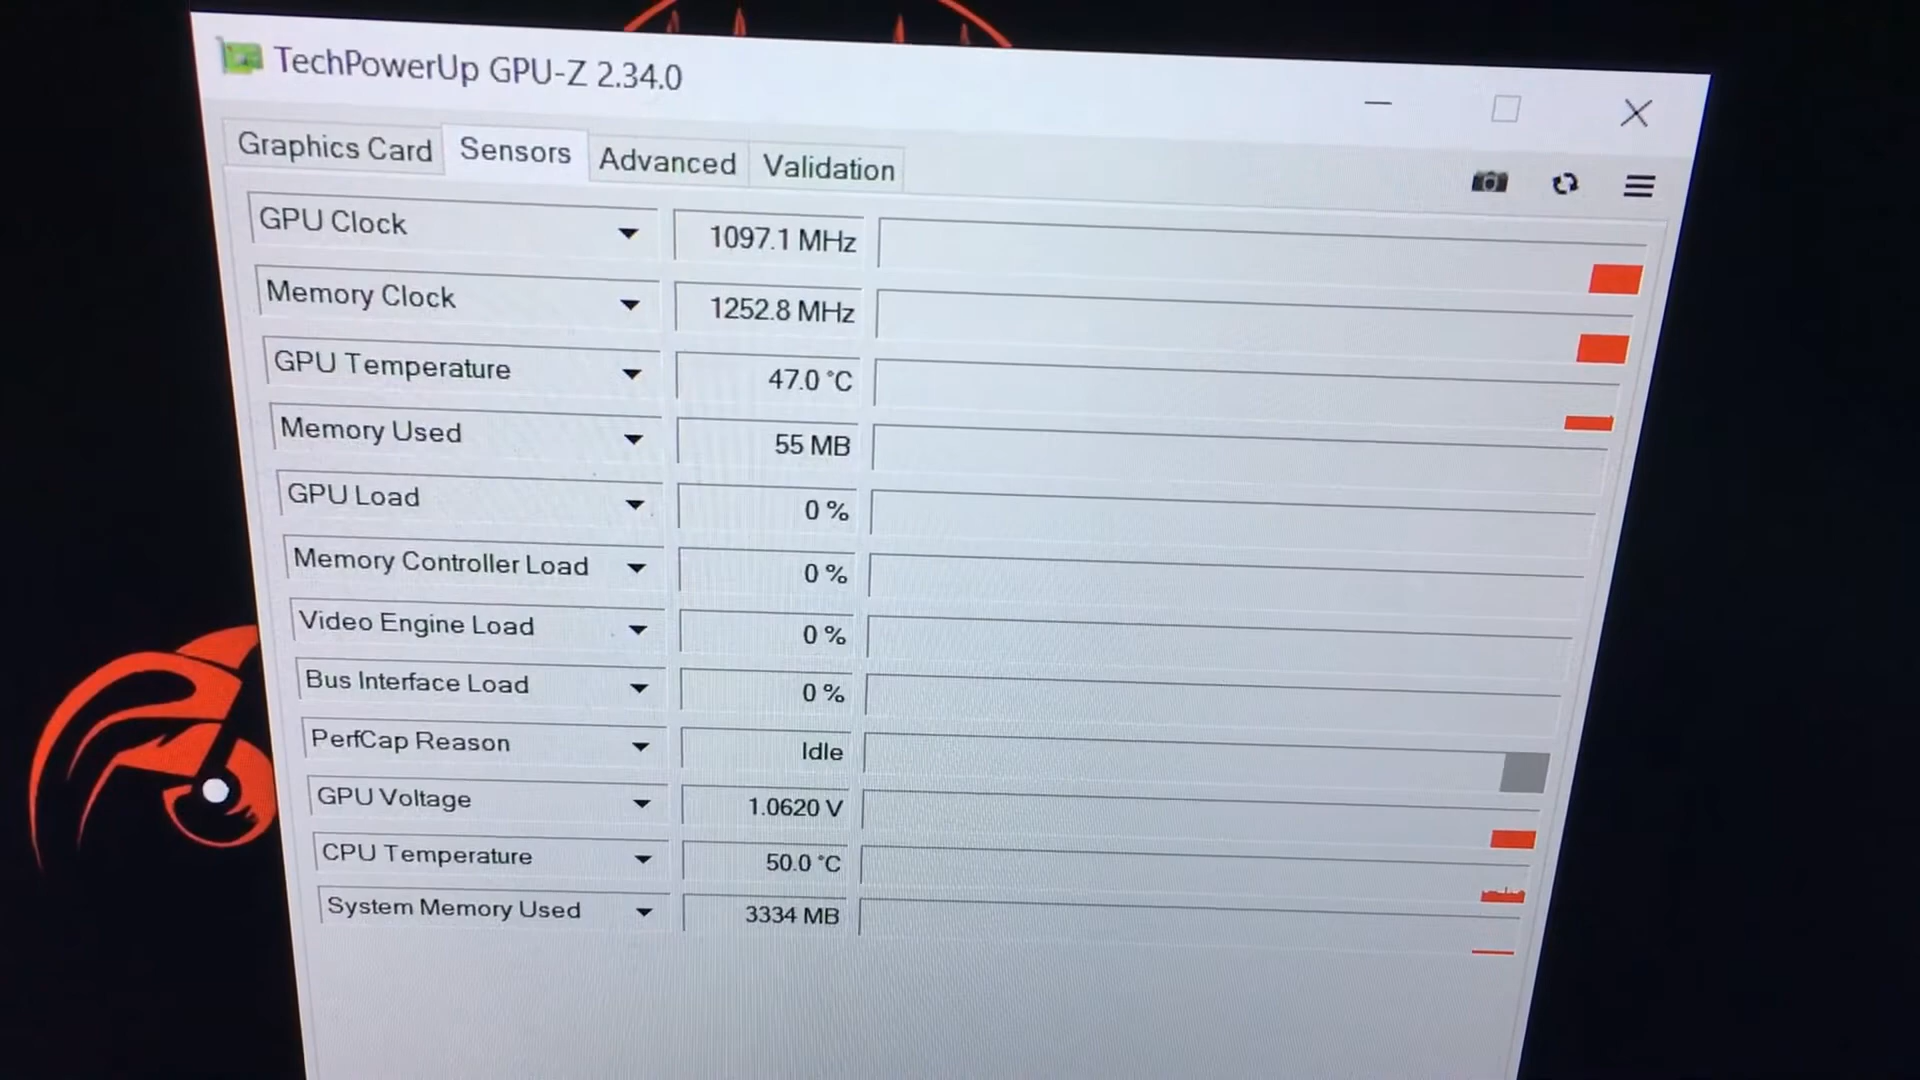 TechPowerUp GPU-Z 2.34.0
Graphics Card Sensors Advanced Validation
GPU Clock 1097.1 MHz
Memory Clock 1252.8 MHz
GPU Temperature 47.0 °C
Memory Used 55 MB
GPU Load 0 %
Memory Controller Load 0 %
Video Engine Load 0 %
Bus Interface Load 0 %
PerfCap Reason Idle
GPU Voltage 1.0620 V
CPU Temperature 50.0 °C
System Memory Used 3334 MB